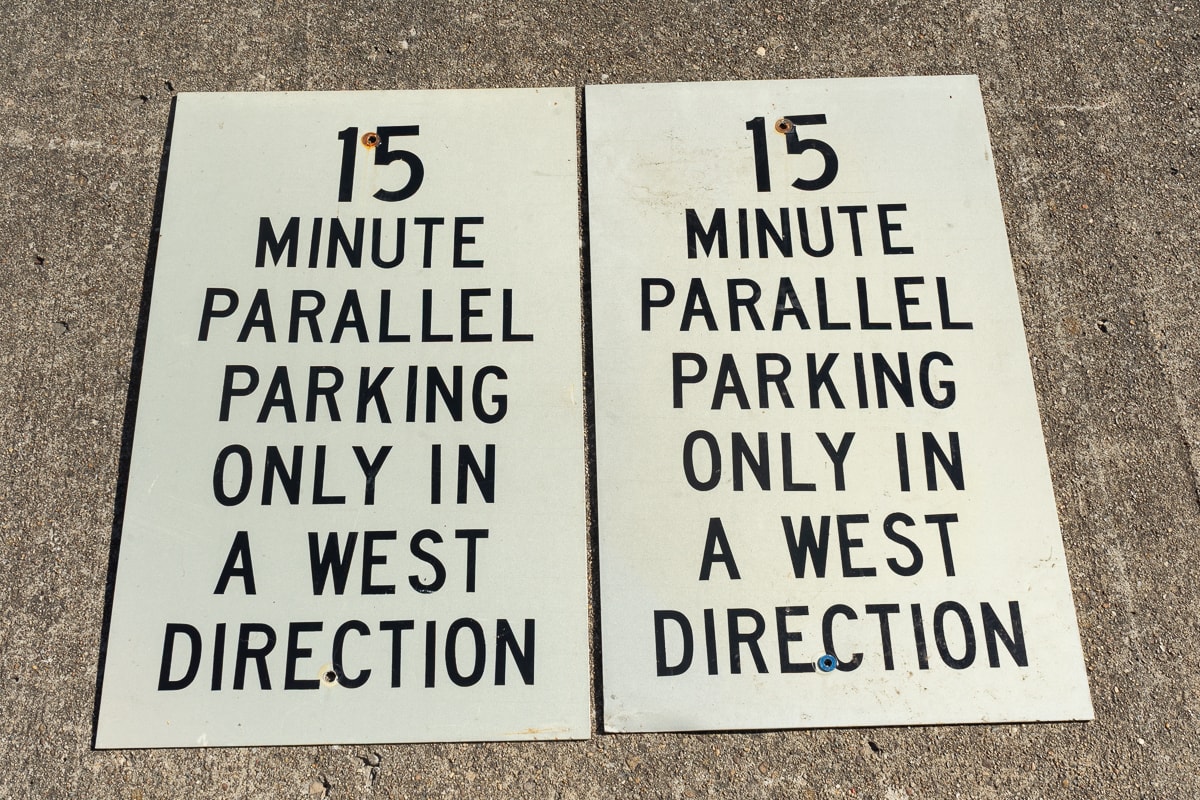 15
MINUTE
PARALLEL
PARKING
ONLY IN
A WEST
DIRECTION
15
MINUTE
PARALLEL
PARKING
ONLY IN
A WEST
DIRECTION